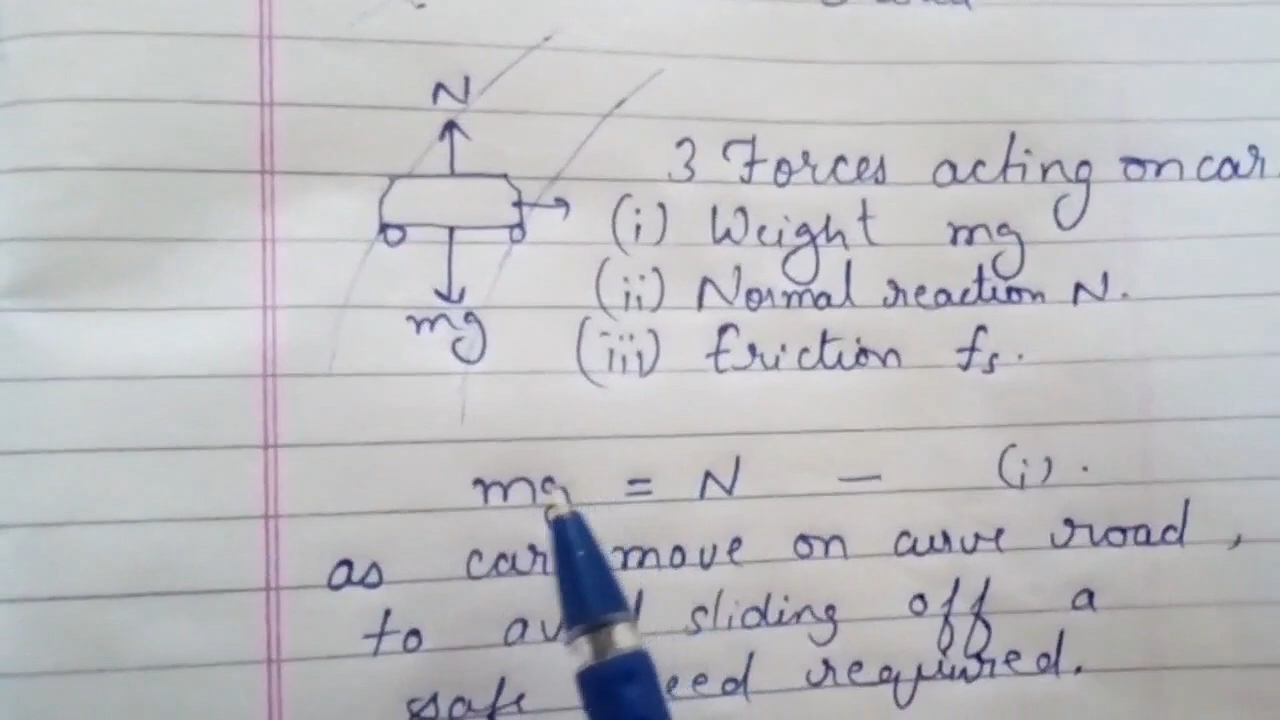 N
3 Forces acting on car
(i) Weight mg
(ii) Normal reaction N.
mg
(iii) friction fs.
mg = N — (i).
as car move on curve road,
to sliding off a
safe required.